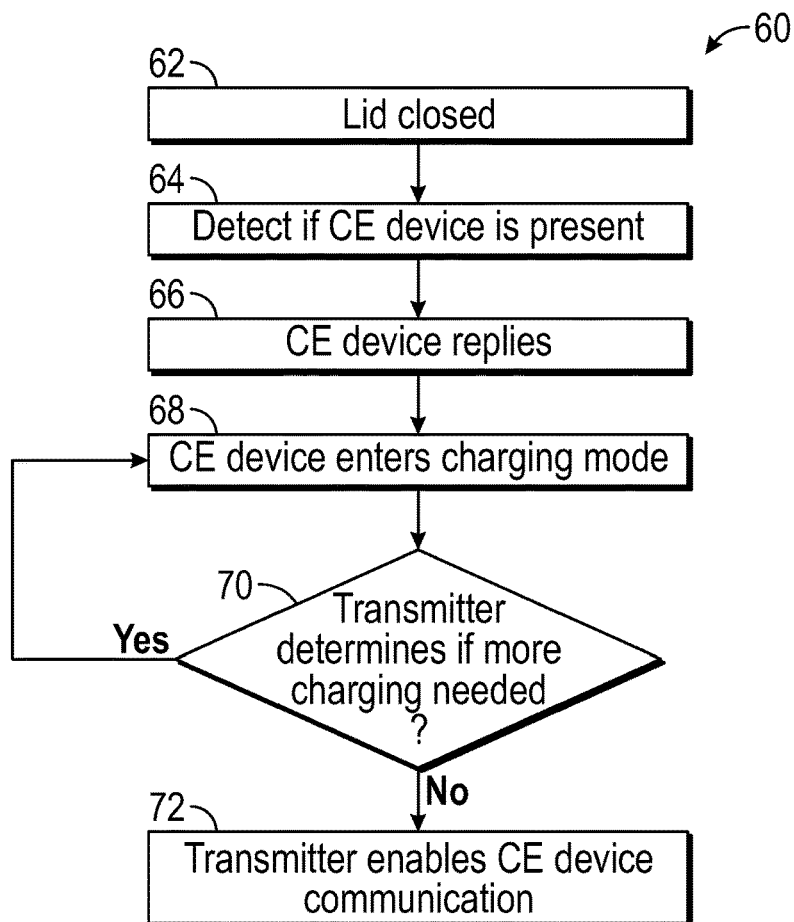 60
62
Lid closed
64
Detect if CE device is present
66
CE device replies
68
CE device enters charging mode
70
Transmitter
determines if more
charging needed
?
Yes
No
72
Transmitter enables CE device
communication